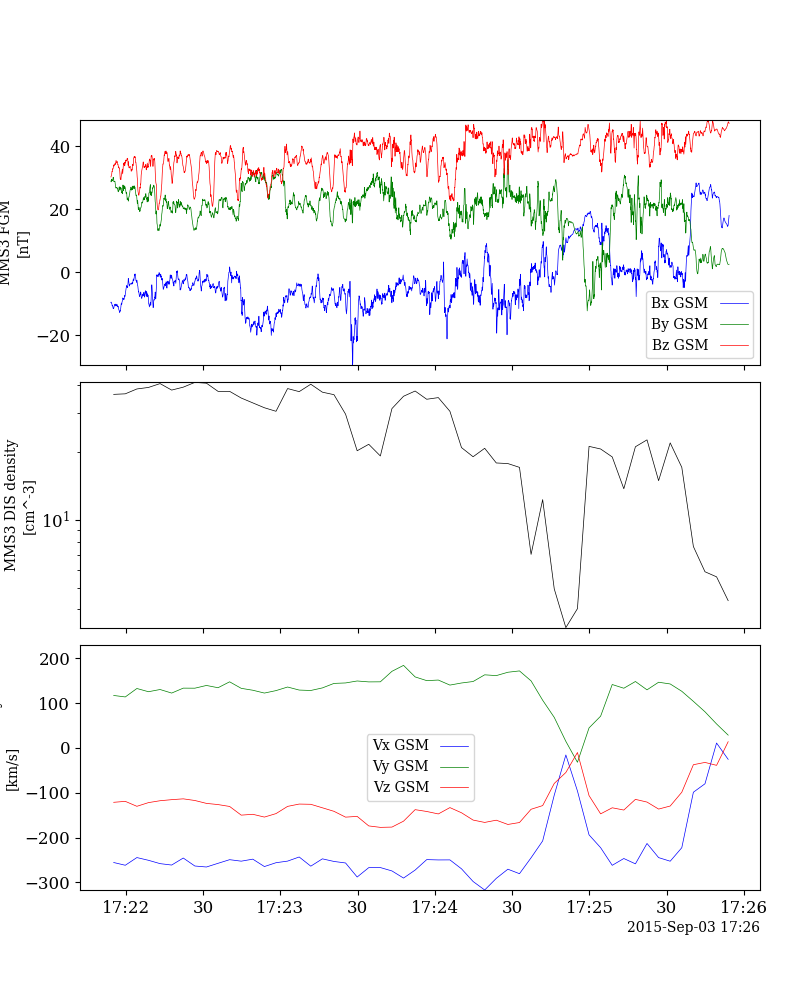 40
20
0
−20
MMS3 FGM
[nT]
Bx GSM
By GSM
Bz GSM
10^1
MMS3 DIS density
[cm^-3]
200
100
0
−100
−200
−300
[km/s]
Vx GSM
Vy GSM
Vz GSM
17:22 30 17:23 30 17:24 30 17:25 30 17:26
2015-Sep-03 17:26